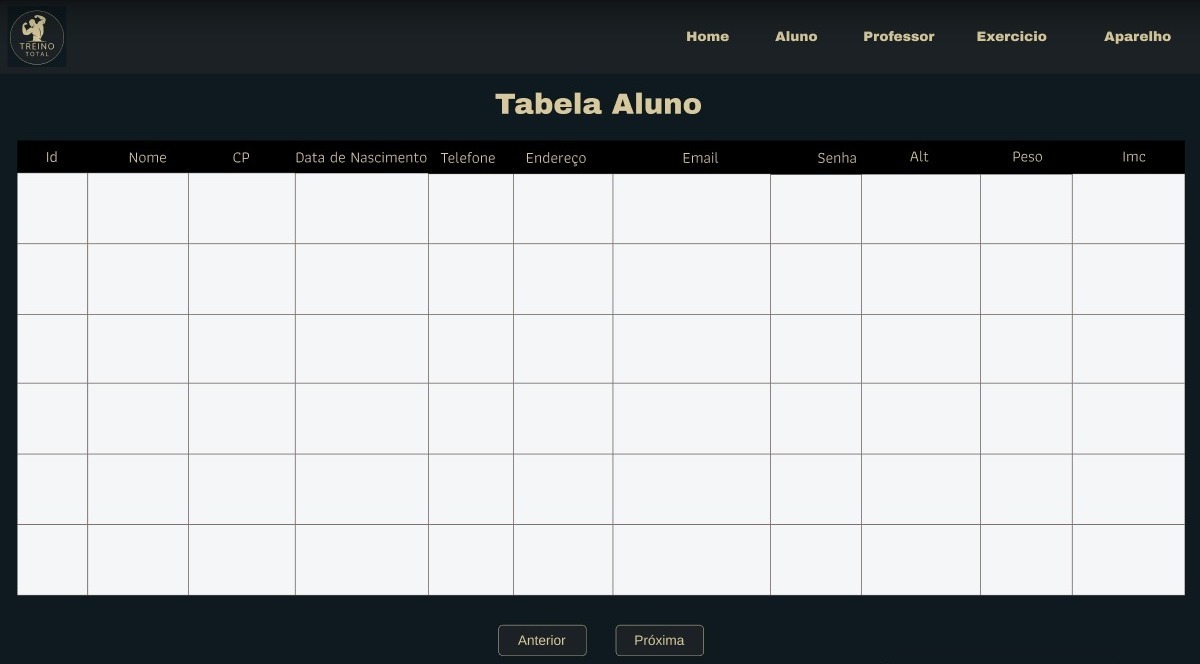 TREINO
TOTAL
Home Aluno Professor Exercicio Aparelho
Tabela Aluno
Id Nome CP Data de Nascimento Telefone Endereço Email Senha Alt Peso Imc
Anterior Próxima